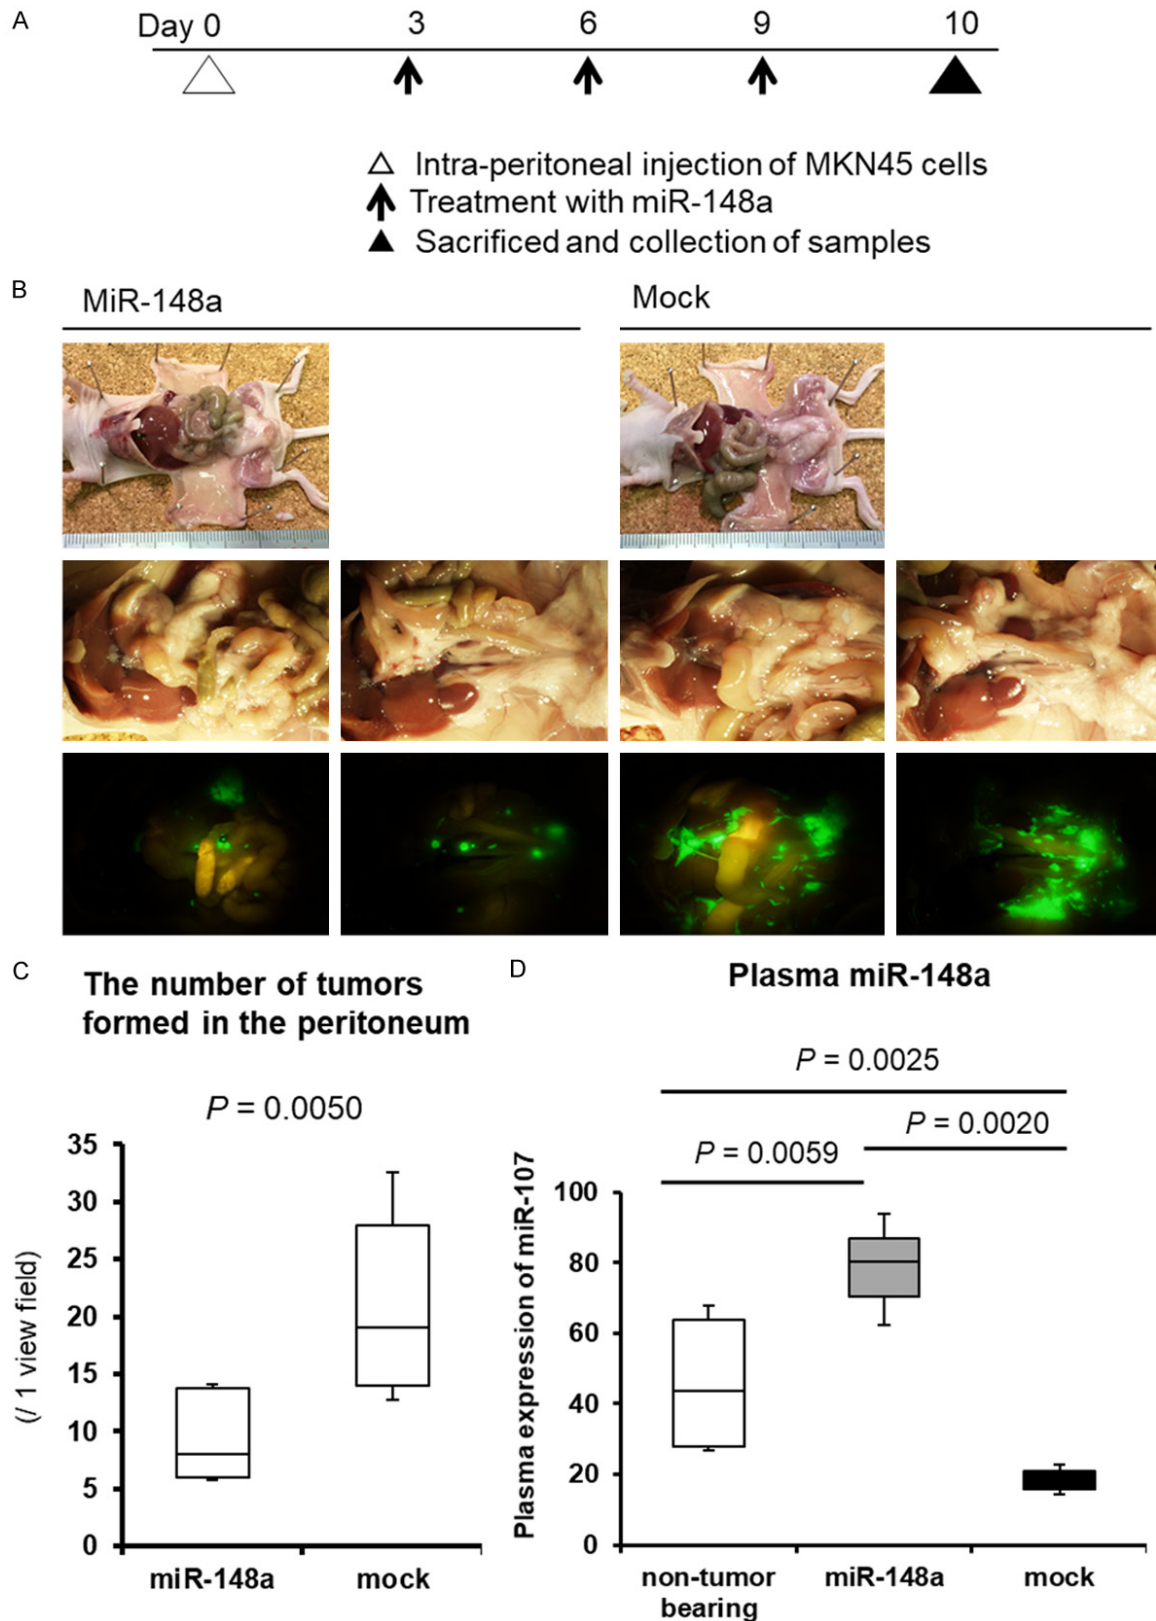 A
Day 0 3 6 9 10
Intra-peritoneal injection of MKN45 cells
Treatment with miR-148a
Sacrificed and collection of samples
B
MiR-148a
Mock
C
The number of tumors
formed in the peritoneum
P = 0.0050
(/ 1 view field)
35
30
25
20
15
10
5
0
miR-148a mock
D
Plasma miR-148a
P = 0.0025
P = 0.0020
P = 0.0059
Plasma expression of miR-107
100
80
60
40
20
0
non-tumor
bearing
miR-148a
mock